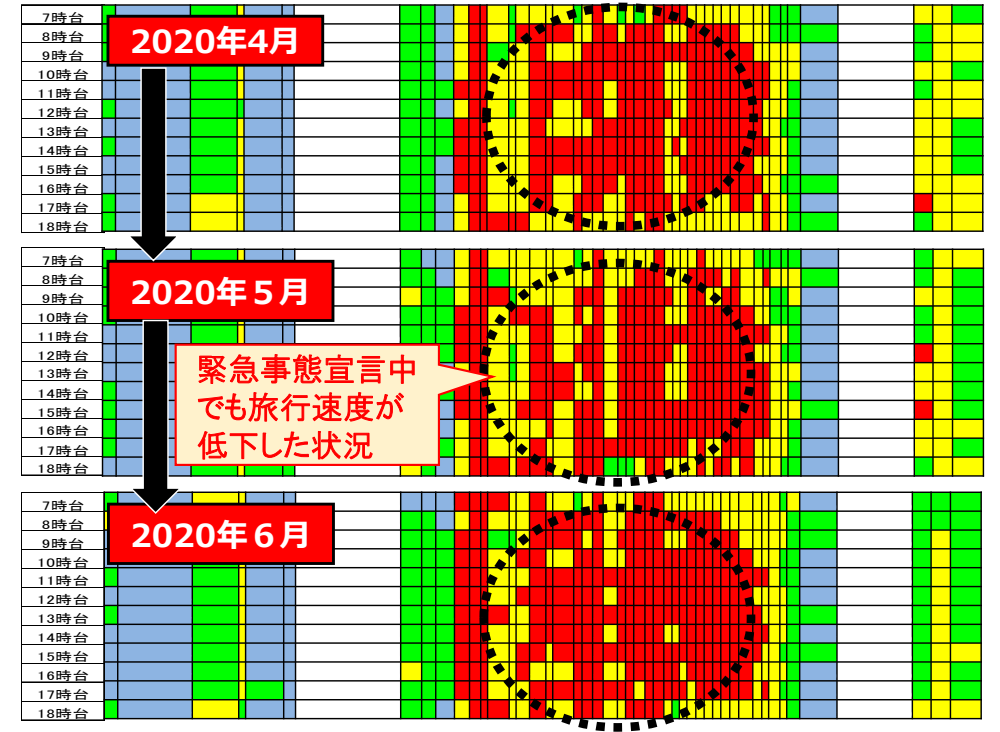 7時台
8時台
9時台
10時台
11時台
12時台
13時台
14時台
15時台
16時台
17時台
18時台
2020年4月
7時台
8時台
9時台
10時台
11時台
12時台
13時台
14時台
15時台
16時台
17時台
18時台
2020年５月
緊急事態宣言中
でも旅行速度が
低下した状況
7時台
8時台
9時台
10時台
11時台
12時台
13時台
14時台
15時台
16時台
17時台
18時台
2020年６月